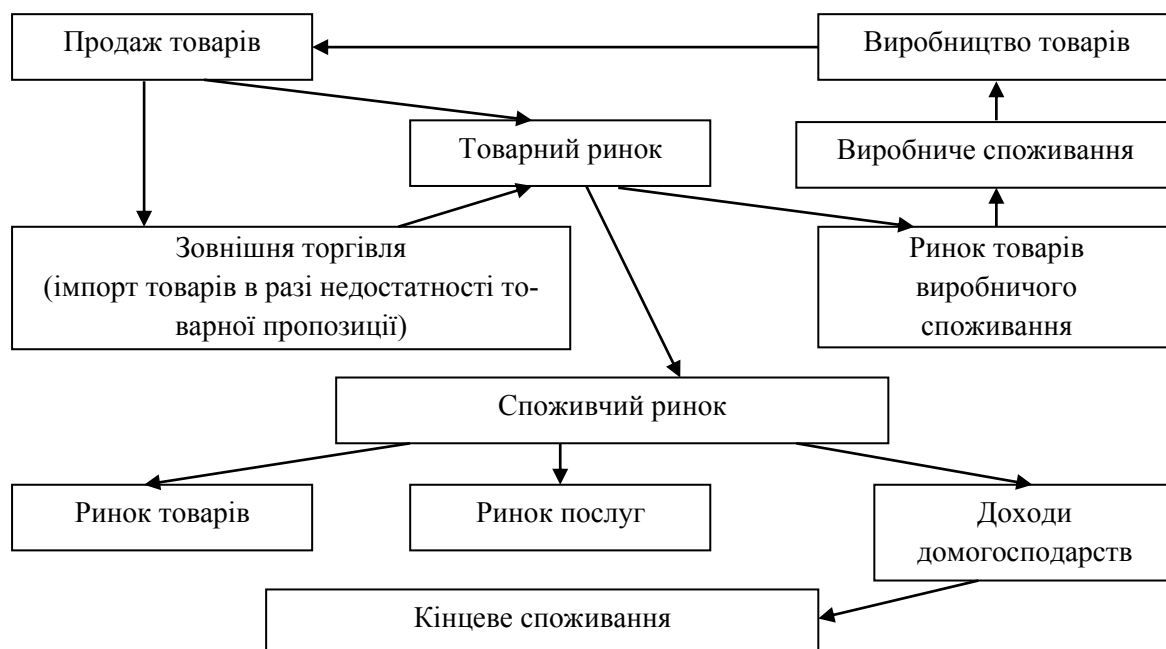 Продаж товарів
Виробництво товарів
Товарний ринок
Виробниче споживання
Зовнішня торгівля
(імпорт товарів в разі недостатності то-
варної пропозиції)
Ринок товарів
виробничого
споживання
Споживчий ринок
Ринок товарів
Ринок послуг
Доходи
домогосподарств
Кінцеве споживання